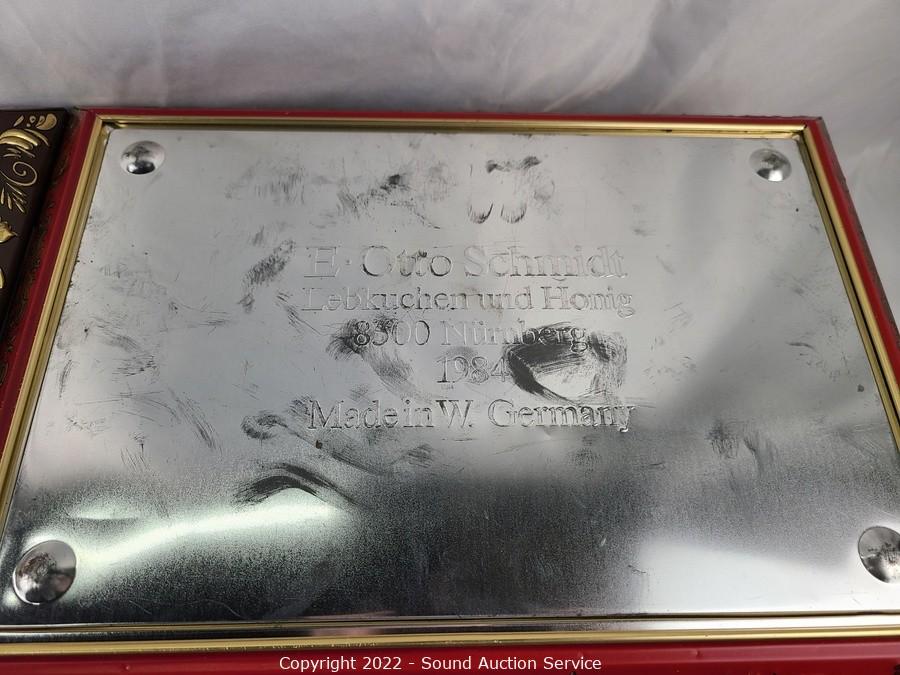 E. Otto Schmidt
Lebkuchen und Honig
8500 Nürnberg
1984
Made in W. Germany
Copyright 2022 - Sound Auction Service